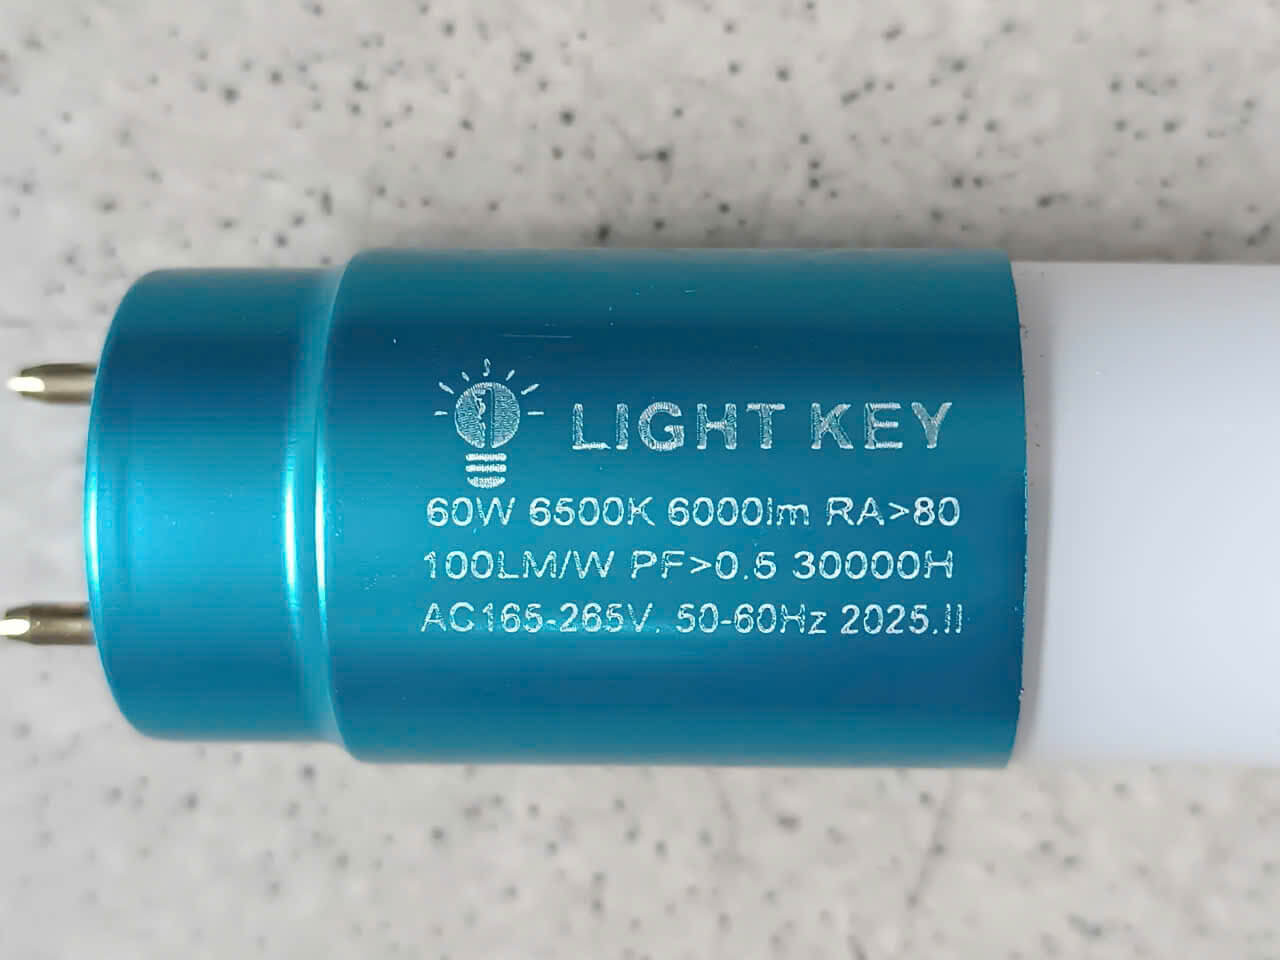 LIGHT KEY
60W 6500K 6000lm RA>80
100LM/W PF>0.5 30000H
AC165-265V. 50-60Hz 2025.II